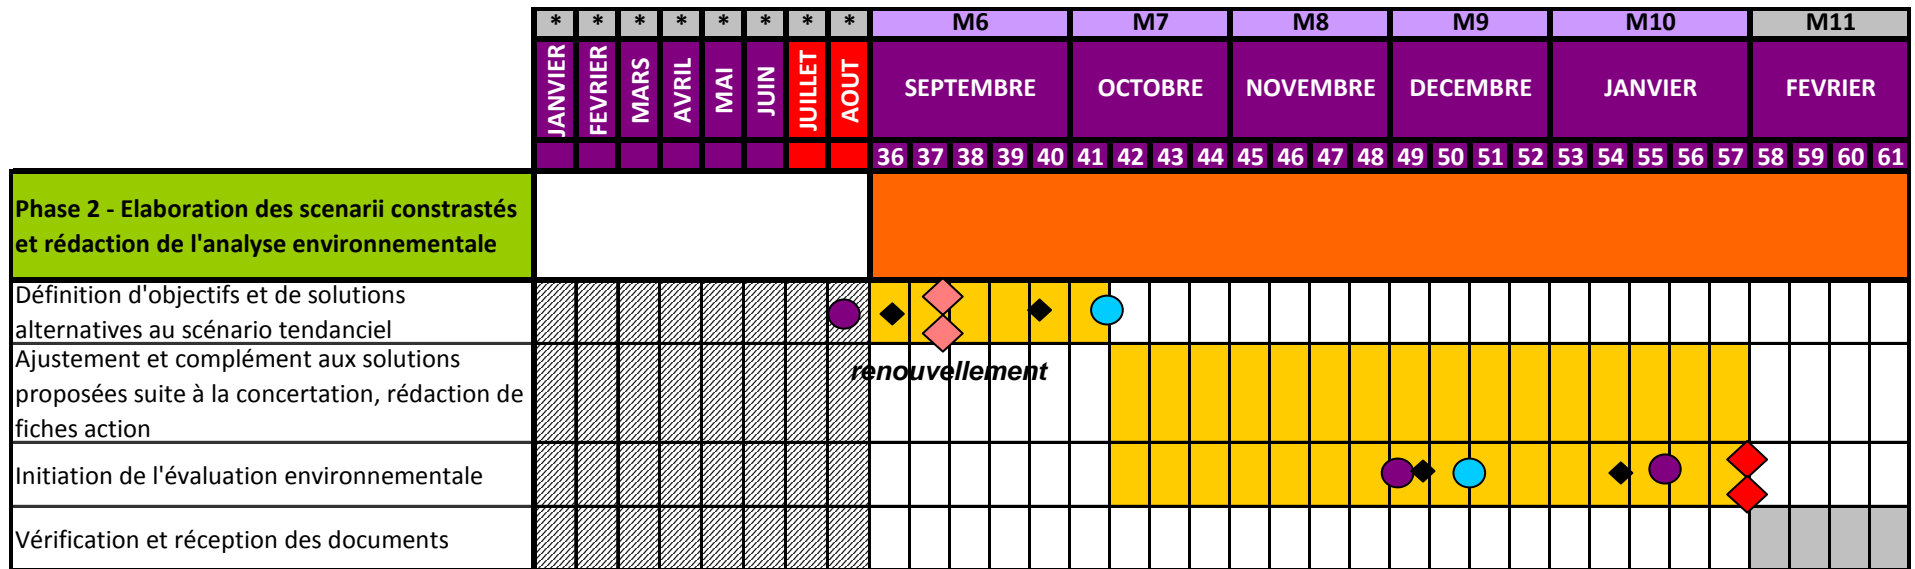 * * * * * * * * M6 M7 M8 M9 M10 M11
JANVIER FEVRIER MARS AVRIL MAI JUIN JUILLET AOUT SEPTEMBRE OCTOBRE NOVEMBRE DECEMBRE JANVIER FEVRIER
36 37 38 39 40 41 42 43 44 45 46 47 48 49 50 51 52 53 54 55 56 57 58 59 60 61
Phase 2 - Elaboration des scenarii constrastés
et rédaction de l'analyse environnementale
Définition d'objectifs et de solutions
alternatives au scénario tendanciel
Ajustement et complément aux solutions
proposées suite à la concertation, rédaction de
fiches action
renouvellement
Initiation de l'évaluation environnementale
Vérification et réception des documents